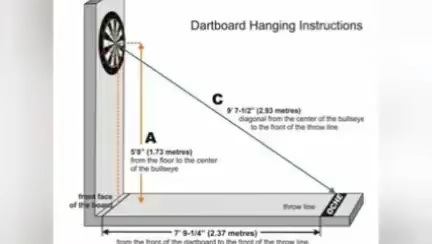 Dartboard Hanging Instructions
C
9' 7-1/2" (2.93 metres)
diagonal from the center of the bullseye
to the front of the throw line
A
5'8" (1.73 metres)
from the floor to the center
of the bullseye
front face
of the board
throw line
OCHE
7' 9-1/4" (2.37 metres)
from the front of the dartboard to the front of the throw line